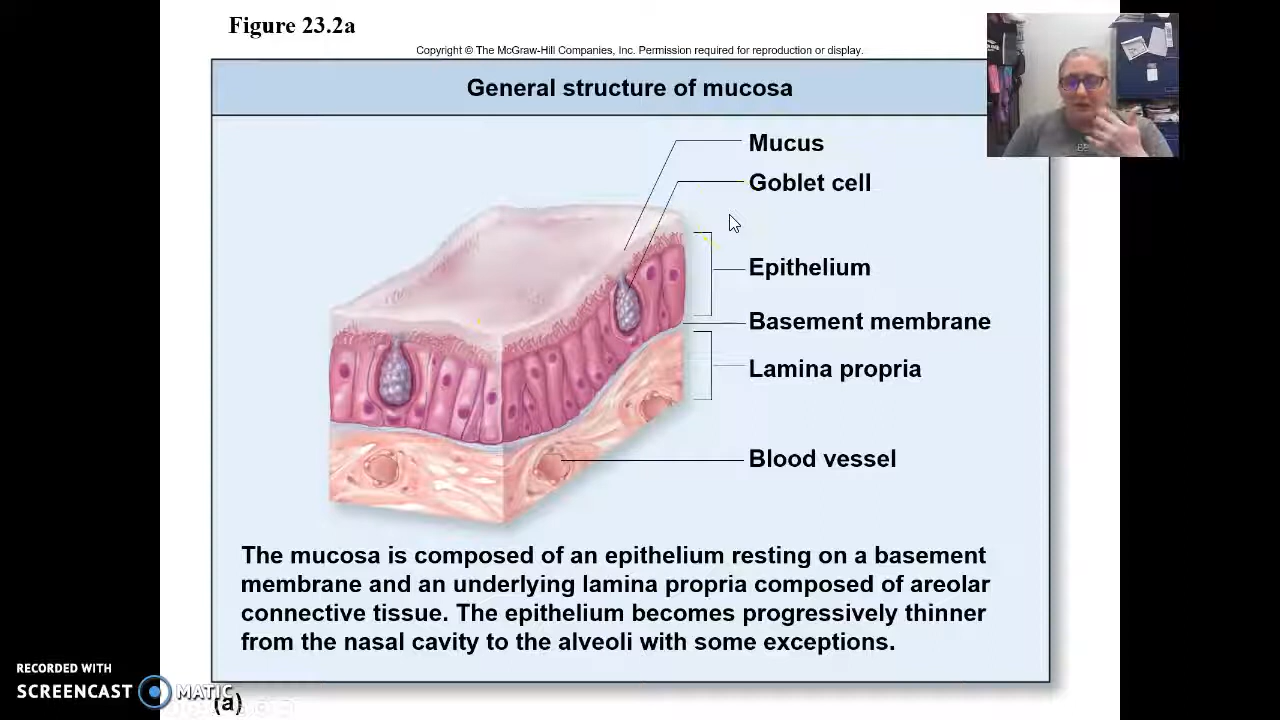 Figure 23.2a
Copyright © The McGraw-Hill Companies, Inc. Permission required for reproduction or display.
General structure of mucosa
Mucus
Goblet cell
Epithelium
Basement membrane
Lamina propria
Blood vessel
The mucosa is composed of an epithelium resting on a basement
membrane and an underlying lamina propria composed of areolar
connective tissue. The epithelium becomes progressively thinner
from the nasal cavity to the alveoli with some exceptions.
RECORDED WITH
SCREENCAST MATIC
(a)